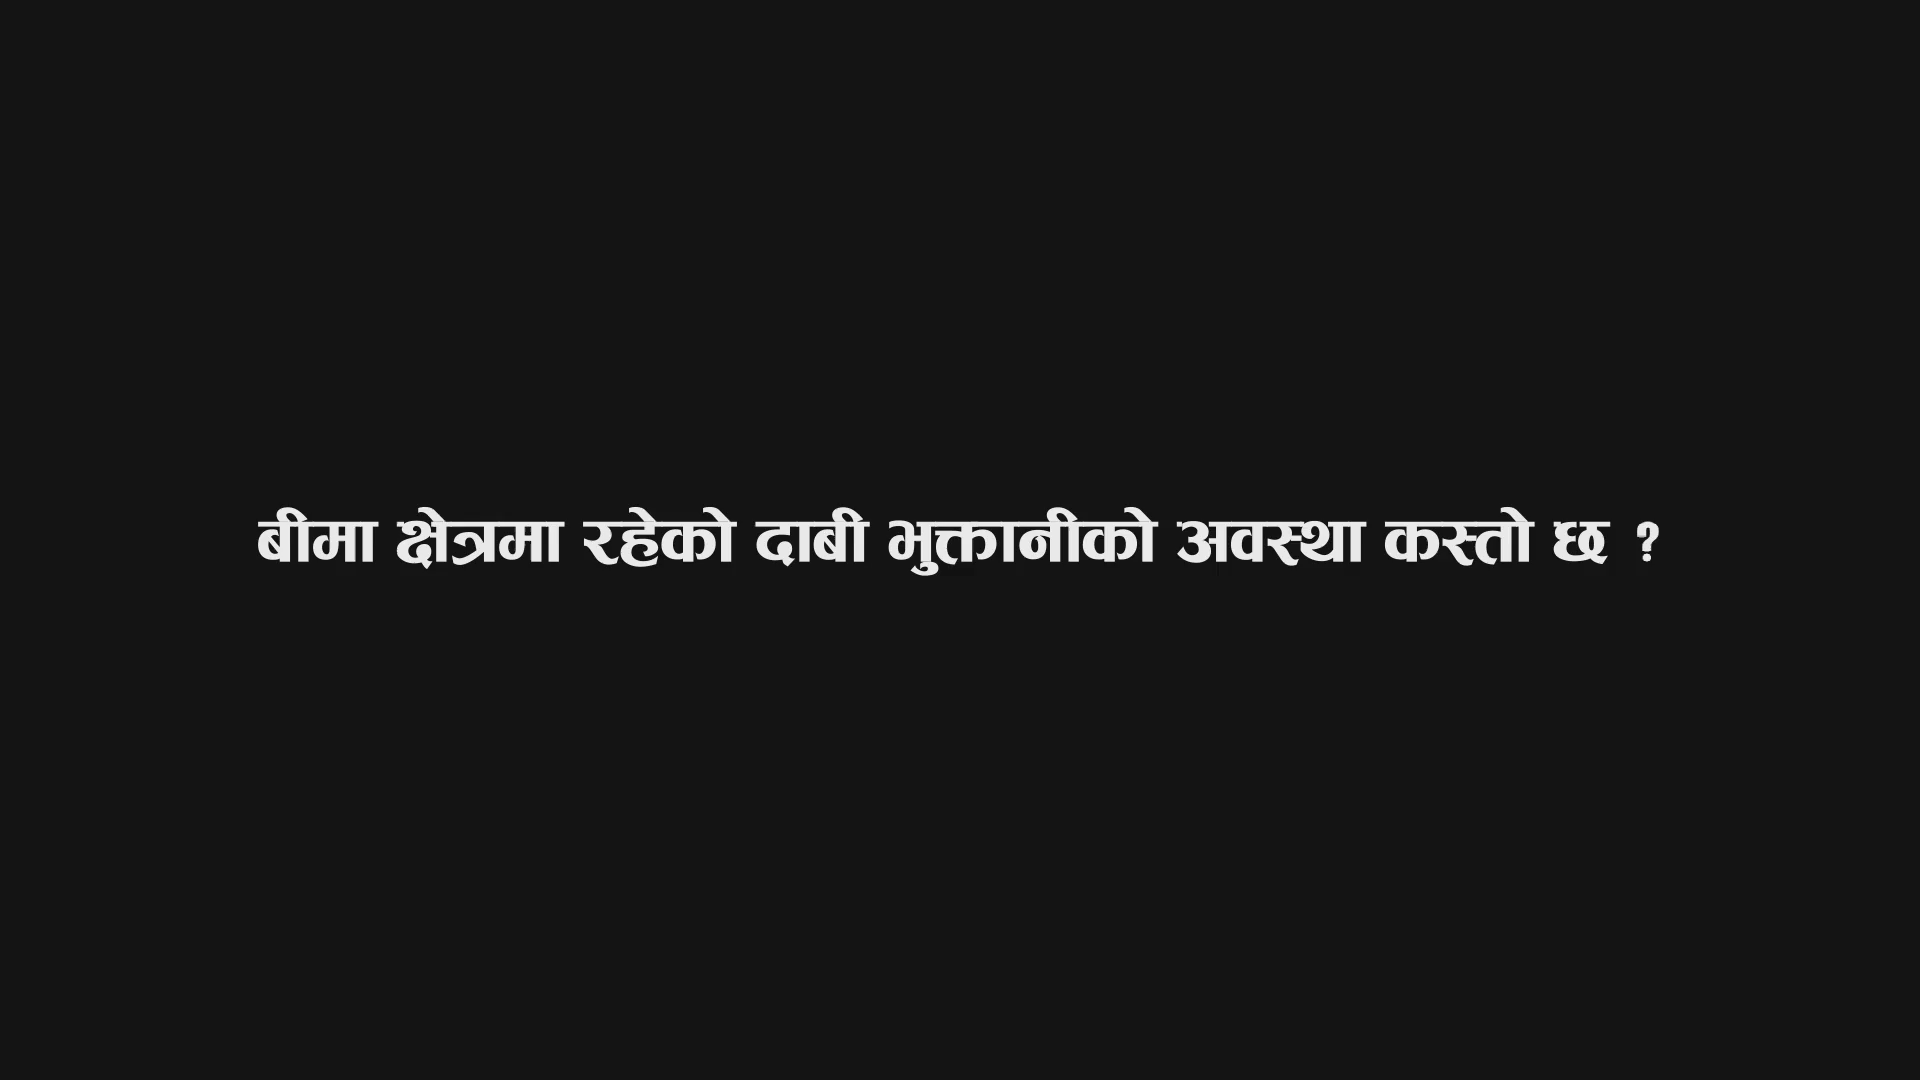 बीमा क्षेत्रमा रहेको दाबी भुक्तानीको अवस्था कस्तो छ ?